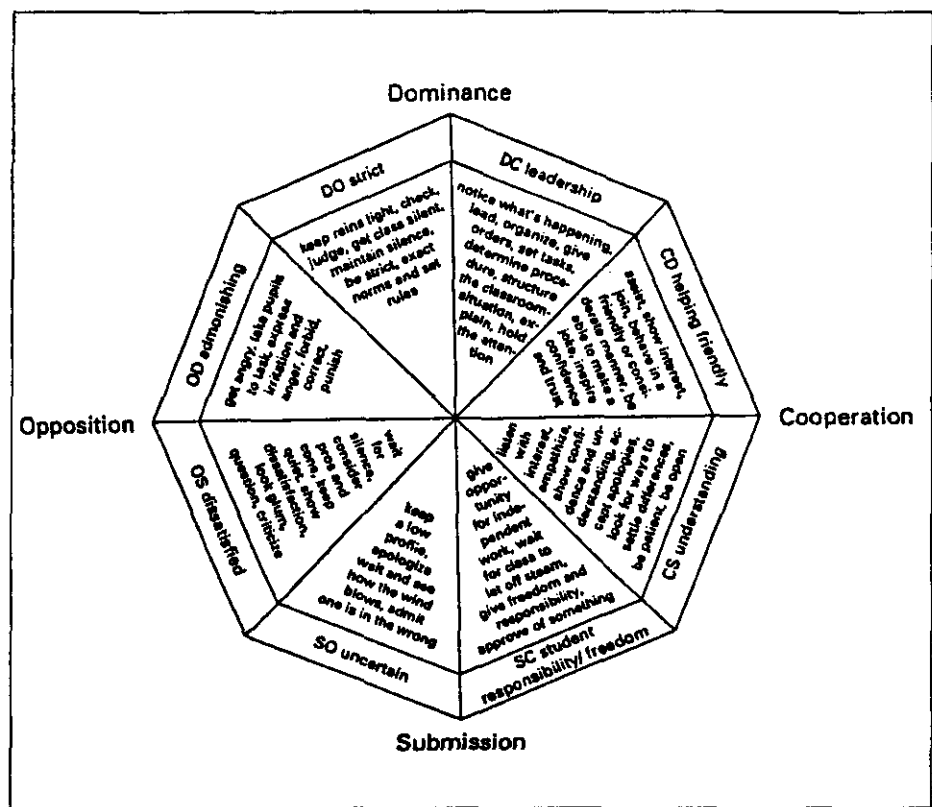 Dominance
DO strict
DC leadership
keep reins tight, check,
judge, get class silent,
maintain silence,
be strict, exact
norms and set
rules
notice what's happening,
lead, organize, give
orders, set tasks,
determine proce-
dure, structure
the classroom-
situation, ex-
plain, hold
the atten-
tion
OD admonishing
get angry, take pupils
to task, express
irritation and
anger, forbid,
correct,
punish
CD helping friendly
assist, show interest,
join, behave in a
friendly or consi-
derate manner, be
able to make a
joke, inspire
confidence
and trust
Opposition
Cooperation
OS dissatisfied
wait
for
silence,
consider
pros and
cons, keep
quiet, show
dissatisfaction,
look glum,
question, criticize
CS understanding
listen
with
interest,
empathize,
show confi-
dence and un-
derstanding, ac-
cept apologies,
look for ways to
settle differences,
be patient, be open
SO uncertain
keep
a low
profile,
apologize
wait and see
how the wind
blows, admit
one is in the wrong
give
oppor-
tunity
for inde-
pendent
work, wait
for class to
let off steam,
give freedom and
responsibility,
approve of something
SC student
responsibility/ freedom
Submission